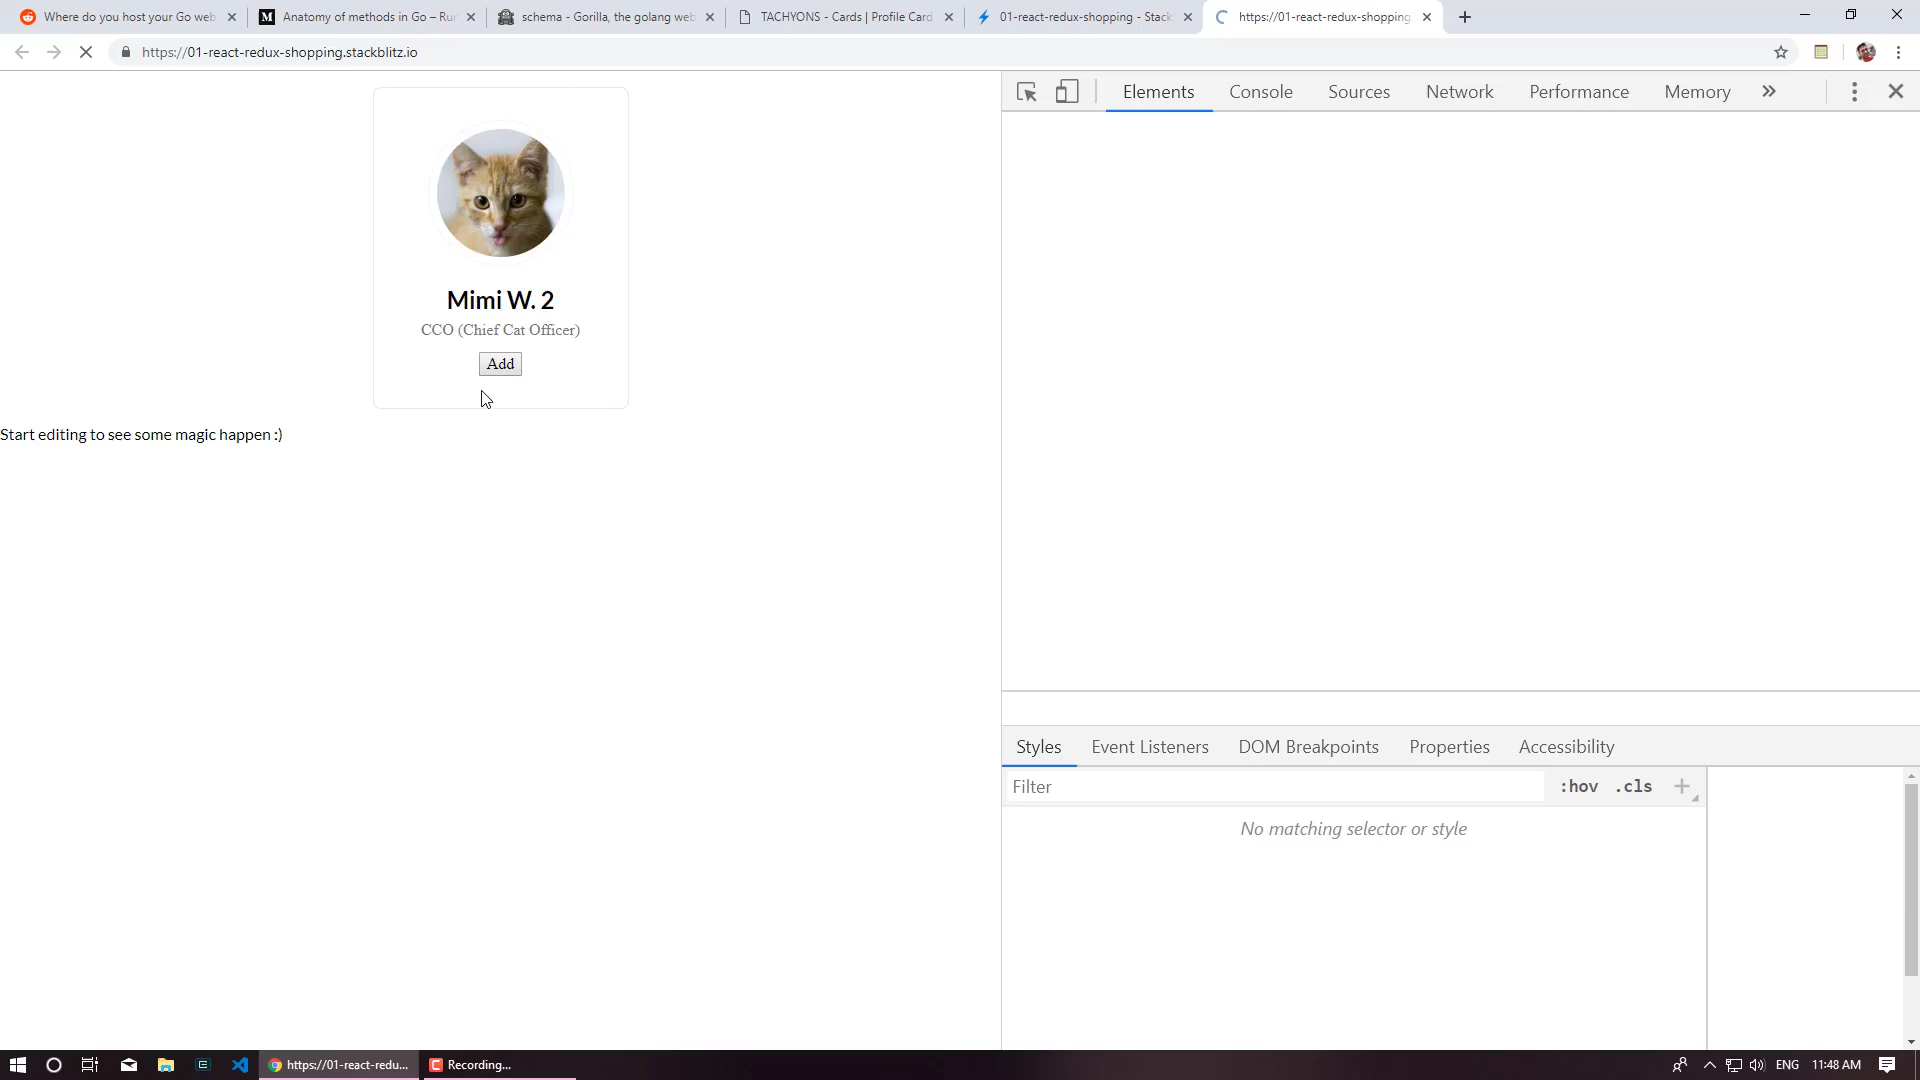 Where do you host your Go web
Anatomy of methods in Go – Run
schema - Gorilla, the golang web
TACHYONS - Cards | Profile Card
01-react-redux-shopping - Stack
https://01-react-redux-shopping
https://01-react-redux-shopping.stackblitz.io
Elements Console Sources Network Performance Memory
Mimi W. 2
CCO (Chief Cat Officer)
Add
Start editing to see some magic happen :)
Styles Event Listeners DOM Breakpoints Properties Accessibility
Filter :hov .cls
No matching selector or style
https://01-react-redu... Recording... ENG 11:48 AM